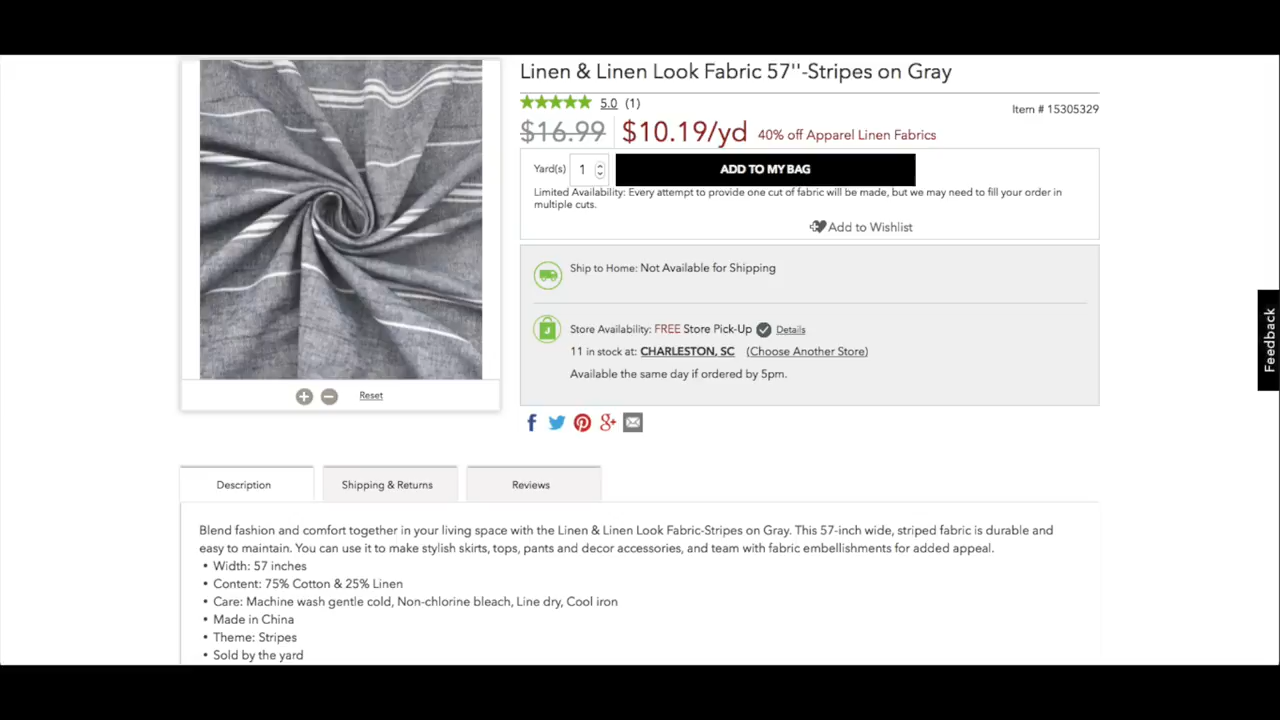 Linen & Linen Look Fabric 57''-Stripes on Gray
5.0 (1)
Item # 15305329
$16.99 $10.19/yd 40% off Apparel Linen Fabrics
Yard(s) 1 ADD TO MY BAG
Limited Availability: Every attempt to provide one cut of fabric will be made, but we may need to fill your order in
multiple cuts.
Add to Wishlist
Ship to Home: Not Available for Shipping
Store Availability: FREE Store Pick-Up Details
11 in stock at: CHARLESTON, SC (Choose Another Store)
Available the same day if ordered by 5pm.
Feedback
Reset
Description Shipping & Returns Reviews
Blend fashion and comfort together in your living space with the Linen & Linen Look Fabric-Stripes on Gray. This 57-inch wide, striped fabric is durable and
easy to maintain. You can use it to make stylish skirts, tops, pants and decor accessories, and team with fabric embellishments for added appeal.
• Width: 57 inches
• Content: 75% Cotton & 25% Linen
• Care: Machine wash gentle cold, Non-chlorine bleach, Line dry, Cool iron
• Made in China
• Theme: Stripes
• Sold by the yard